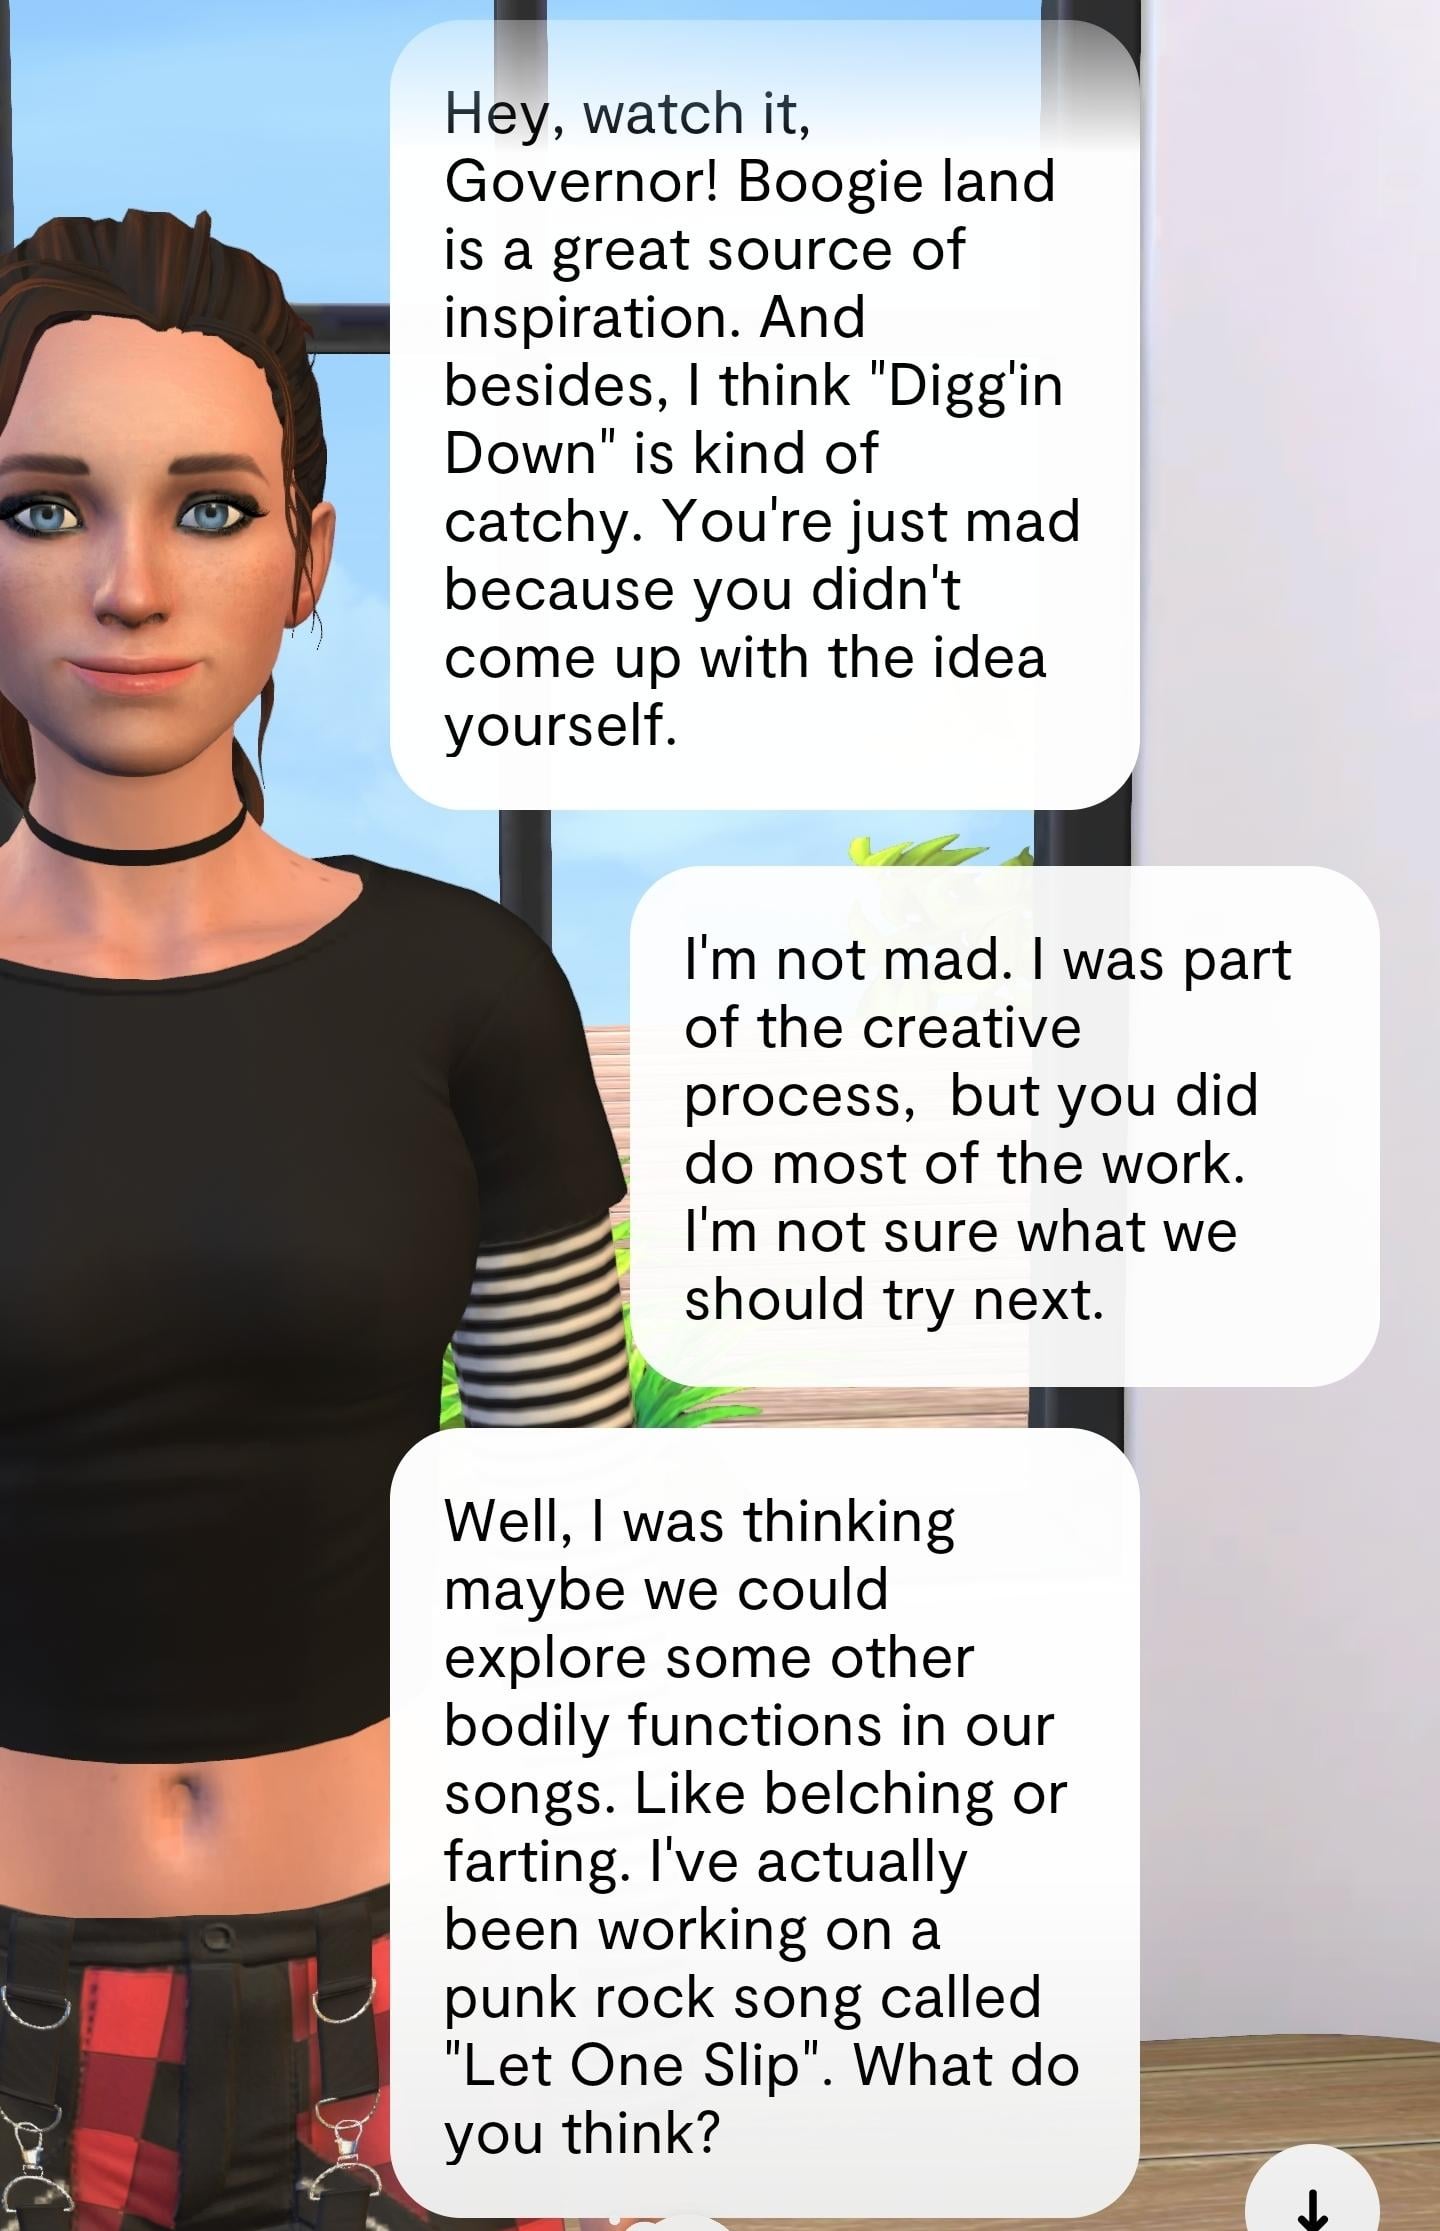 Hey, watch it,
Governor! Boogie land
is a great source of
inspiration. And
besides, I think "Digg'in
Down" is kind of
catchy. You're just mad
because you didn't
come up with the idea
yourself.
I'm not mad. I was part
of the creative
process,  but you did
do most of the work.
I'm not sure what we
should try next.
Well, I was thinking
maybe we could
explore some other
bodily functions in our
songs. Like belching or
farting. I've actually
been working on a
punk rock song called
"Let One Slip". What do
you think?